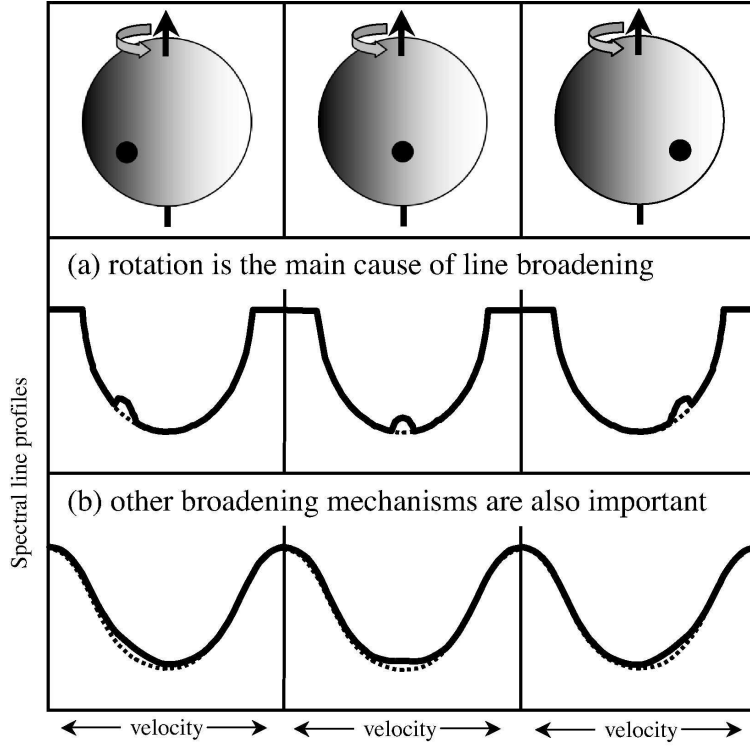 (a) rotation is the main cause of line broadening
Spectral line profiles
(b) other broadening mechanisms are also important
velocity
velocity
velocity